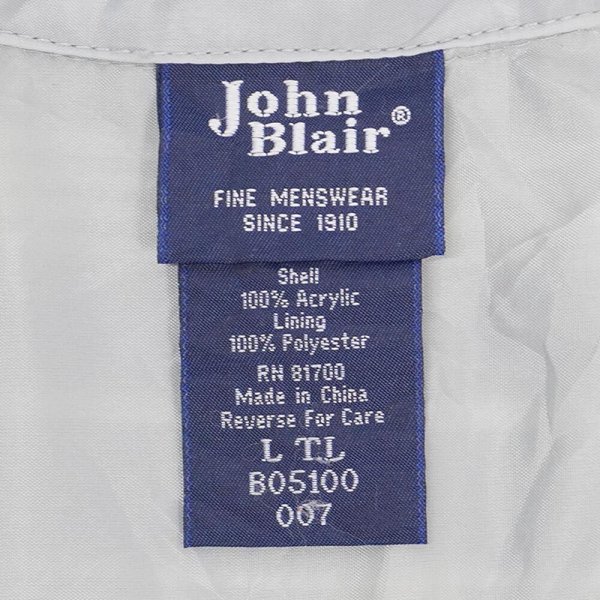 John
Blair®
FINE MENSWEAR
SINCE 1910
Shell
100% Acrylic
Lining
100% Polyester
RN 81700
Made in China
Reverse For Care
L TL
B05100
007